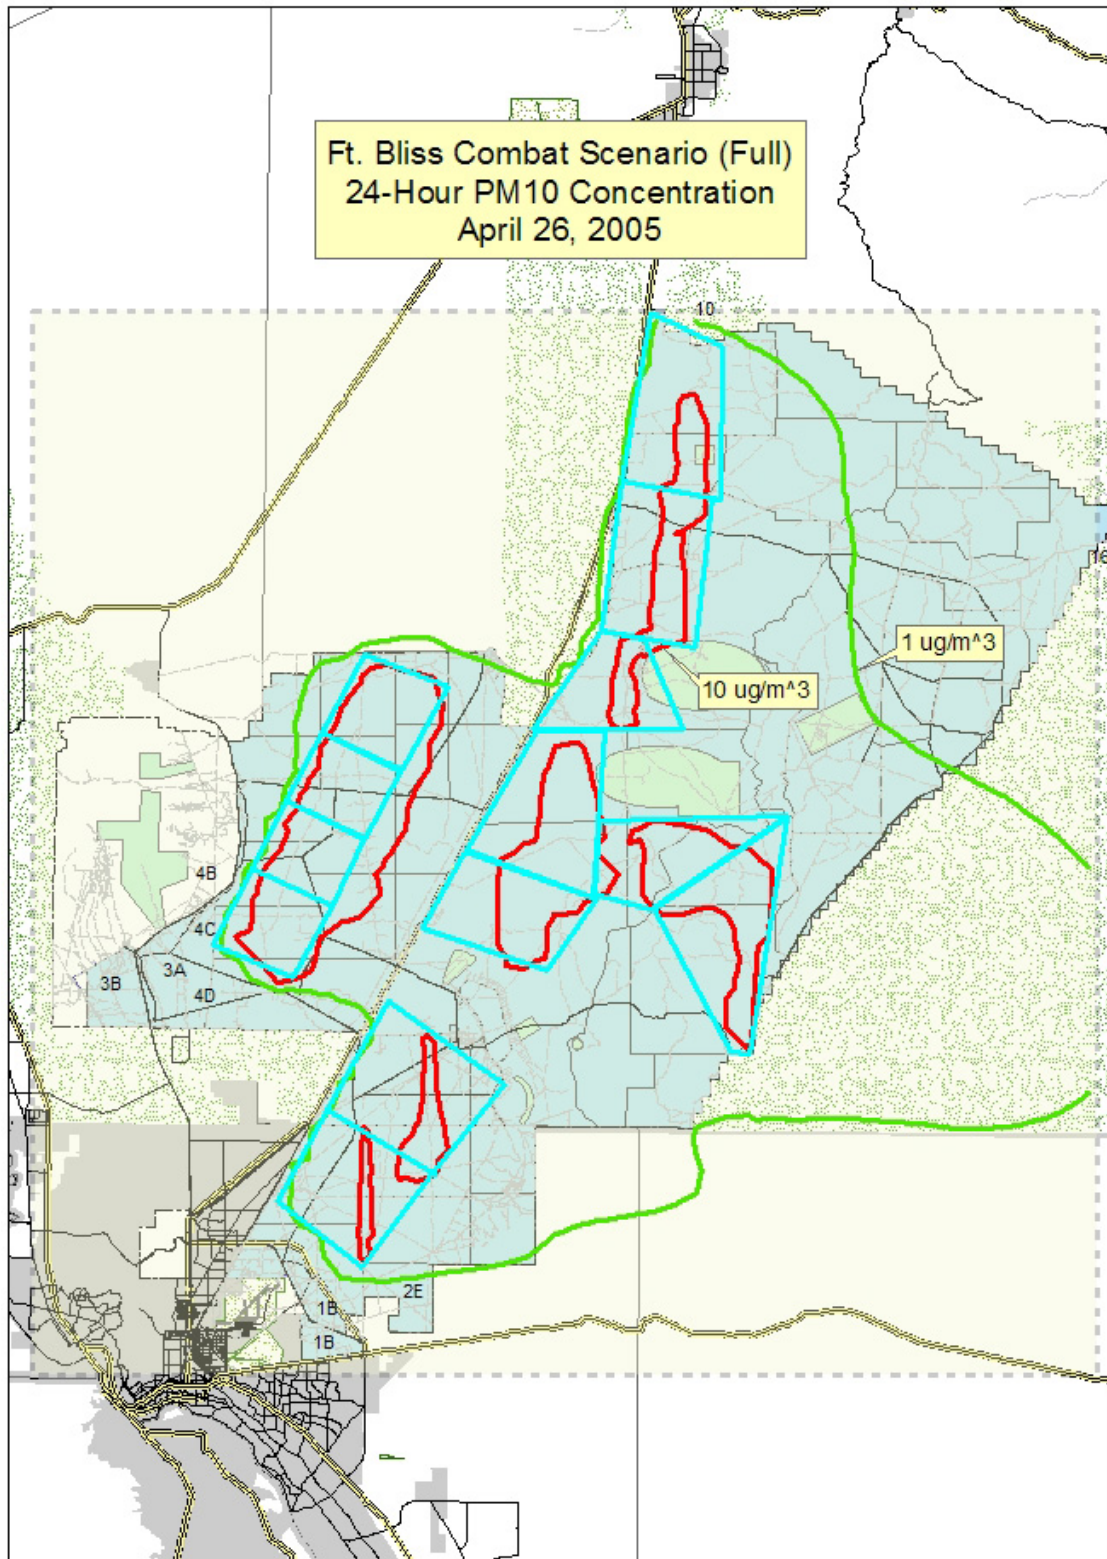 Ft. Bliss Combat Scenario (Full)
24-Hour PM10 Concentration
April 26, 2005
10
16
1 ug/m^3
10 ug/m^3
4B
4C
3A
3B
4D
2E
1B
1B